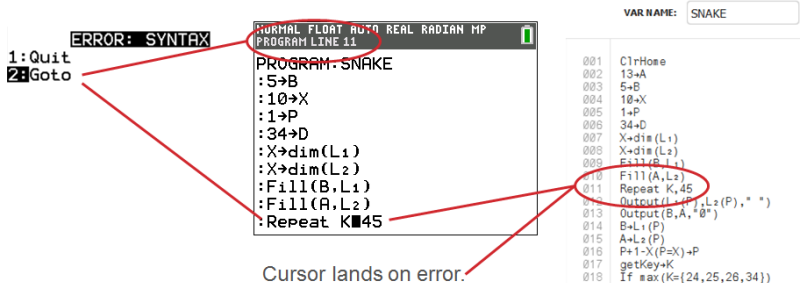 ERROR: SYNTAX
1:Quit
2:Goto
NORMAL FLOAT AUTO REAL RADIAN MP
PROGRAM LINE 11
PROGRAM:SNAKE
:5→B
:10→X
:1→P
:34→D
:X→dim(L₁)
:X→dim(L₂)
:Fill(B,L₁)
:Fill(A,L₂)
:Repeat K■45
Cursor lands on error.
VAR NAME: SNAKE
001 ClrHome
002 13→A
003 5→B
004 10→X
005 1→P
006 34→D
007 X→dim(L₁)
008 X→dim(L₂)
009 Fill(B,L₁)
010 Fill(A,L₂)
011 Repeat K,45
012 Output(L₁(P),L₂(P)," ")
013 Output(B,A,"0")
014 B→L₁(P)
015 A→L₂(P)
016 P+1-X(P=X)→P
017 getKey→K
018 If max(K={24,25,26,34})